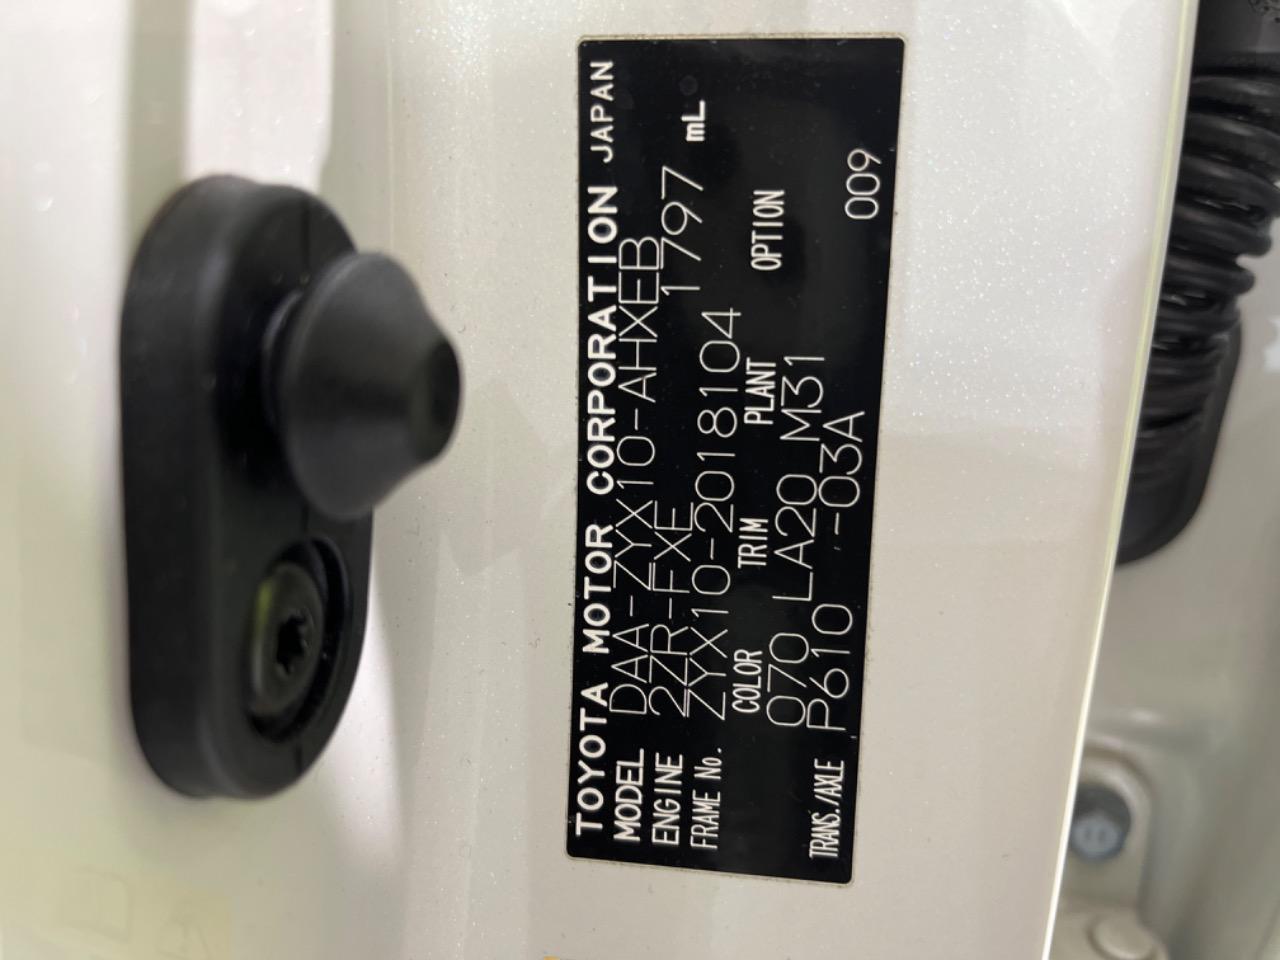 TOYOTA MOTOR CORPORATION JAPAN
MODEL DAA-ZYX10-AHXEB
ENGINE 2ZR-FXE 1797 mL
FRAME No. ZYX10-2018104
COLOR TRIM PLANT OPTION
070 LA20 M31
TRANS./AXLE P610 -03A 009